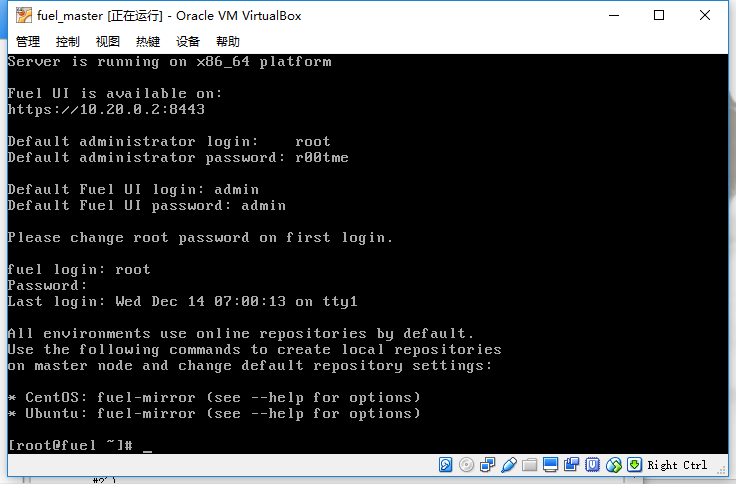 fuel_master [正在运行] - Oracle VM VirtualBox
管理 控制 视图 热键 设备 帮助
Server is running on x86_64 platform
Fuel UI is available on:
https://10.20.0.2:8443
Default administrator login:    root
Default administrator password: r00tme
Default Fuel UI login: admin
Default Fuel UI password: admin
Please change root password on first login.
fuel login: root
Password:
Last login: Wed Dec 14 07:00:13 on tty1
All environments use online repositories by default.
Use the following commands to create local repositories
on master node and change default repository settings:
* CentOS: fuel-mirror (see --help for options)
* Ubuntu: fuel-mirror (see --help for options)
[root@fuel ~]# _
Right Ctrl